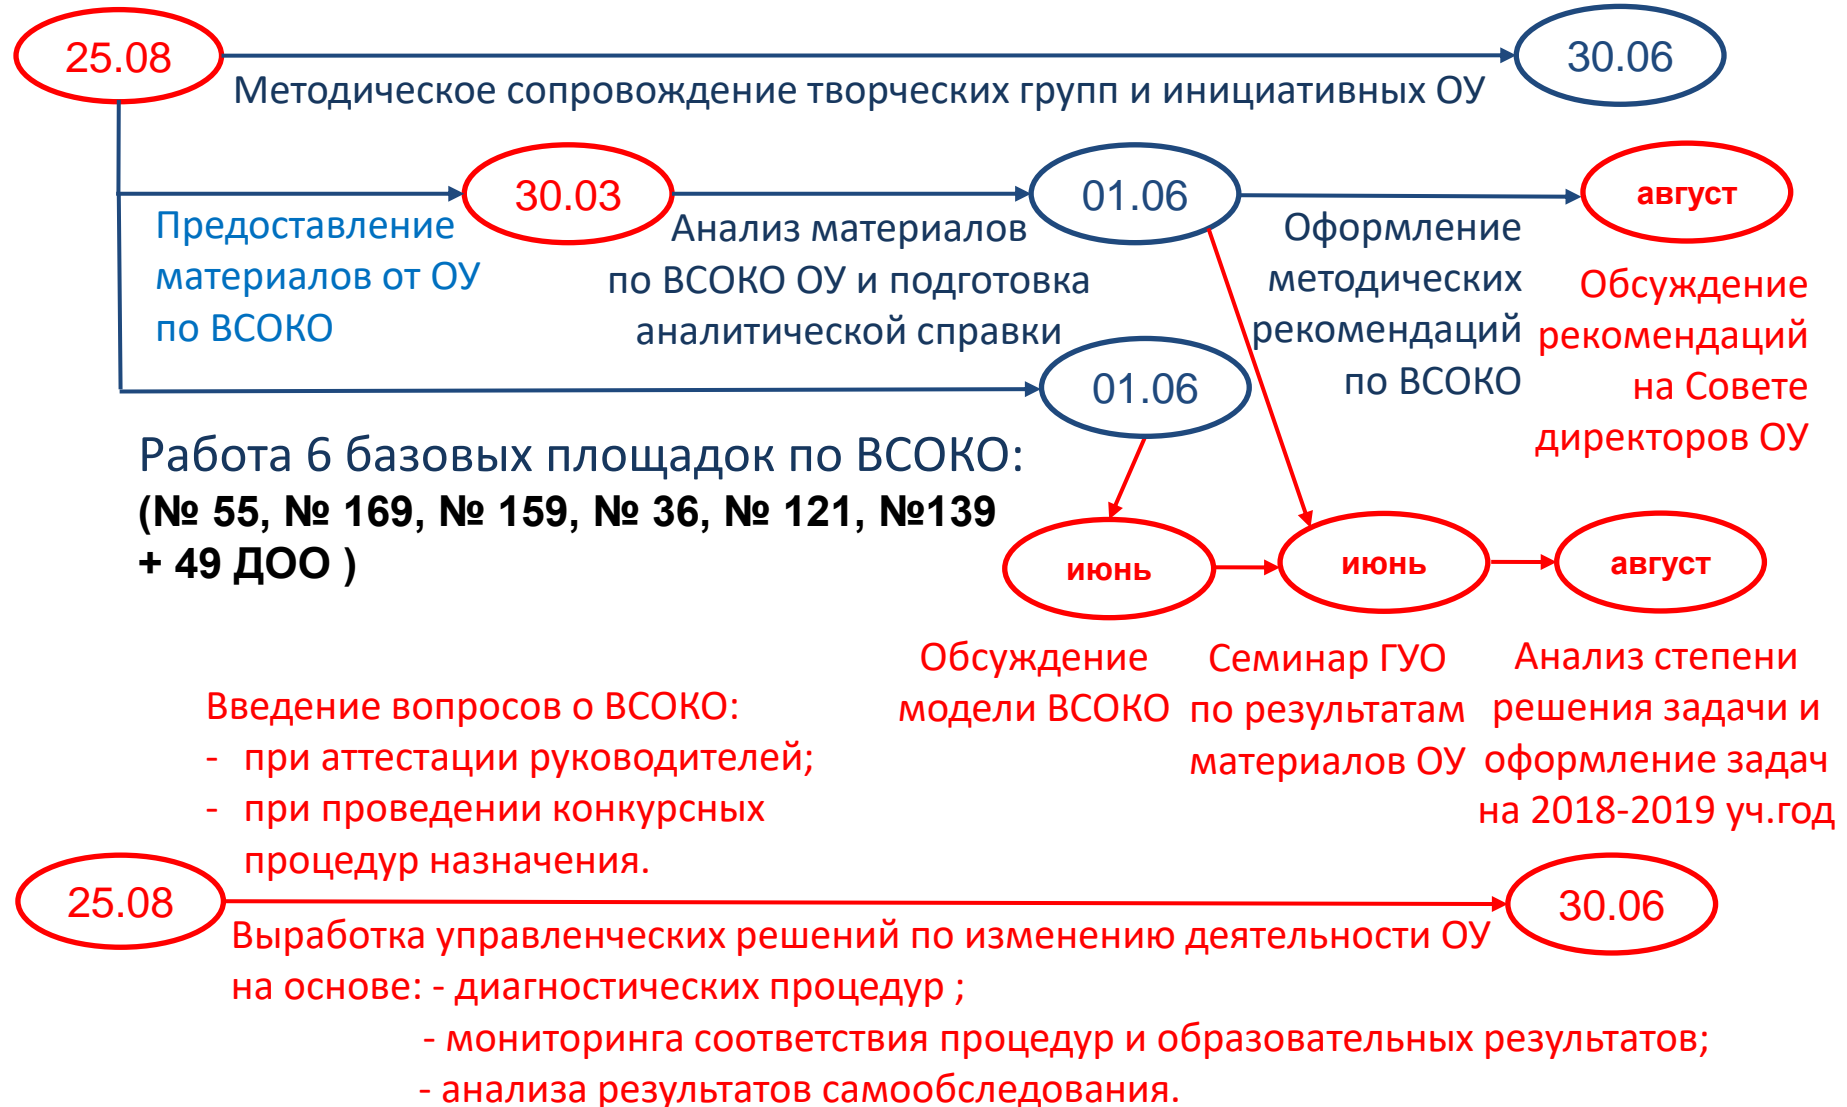 25.08
30.06
Методическое сопровождение творческих групп и инициативных ОУ
30.03
01.06
август
Предоставление
материалов от ОУ
по ВСОКО
Анализ материалов
по ВСОКО ОУ и подготовка
аналитической справки
Оформление
методических
рекомендаций
по ВСОКО
Обсуждение
рекомендаций
на Совете
директоров ОУ
01.06
Работа 6 базовых площадок по ВСОКО:
(№ 55, № 169, № 159, № 36, № 121, №139
+ 49 ДОО )
июнь
июнь
август
Обсуждение
модели ВСОКО
Семинар ГУО
по результатам
материалов ОУ
Анализ степени
решения задачи и
оформление задач
на 2018-2019 уч.год
Введение вопросов о ВСОКО:
- при аттестации руководителей;
- при проведении конкурсных
процедур назначения.
25.08
30.06
Выработка управленческих решений по изменению деятельности ОУ
на основе: - диагностических процедур ;
- мониторинга соответствия процедур и образовательных результатов;
- анализа результатов самообследования.